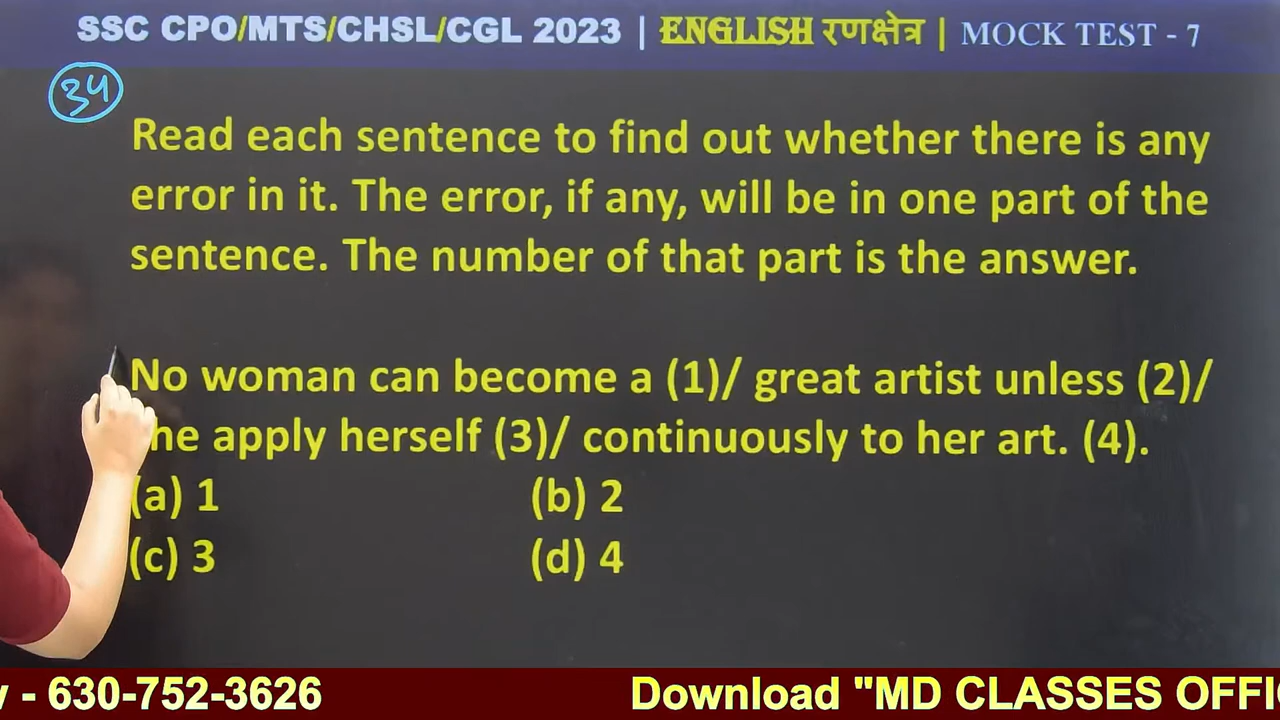 SSC CPO/MTS/CHSL/CGL 2023 | ENGLISH रणक्षेत्र | MOCK TEST - 7
34
Read each sentence to find out whether there is any
error in it. The error, if any, will be in one part of the
sentence. The number of that part is the answer.
No woman can become a (1)/ great artist unless (2)/
he apply herself (3)/ continuously to her art. (4).
(a) 1 (b) 2
(c) 3 (d) 4
y - 630-752-3626 Download "MD CLASSES OFFI